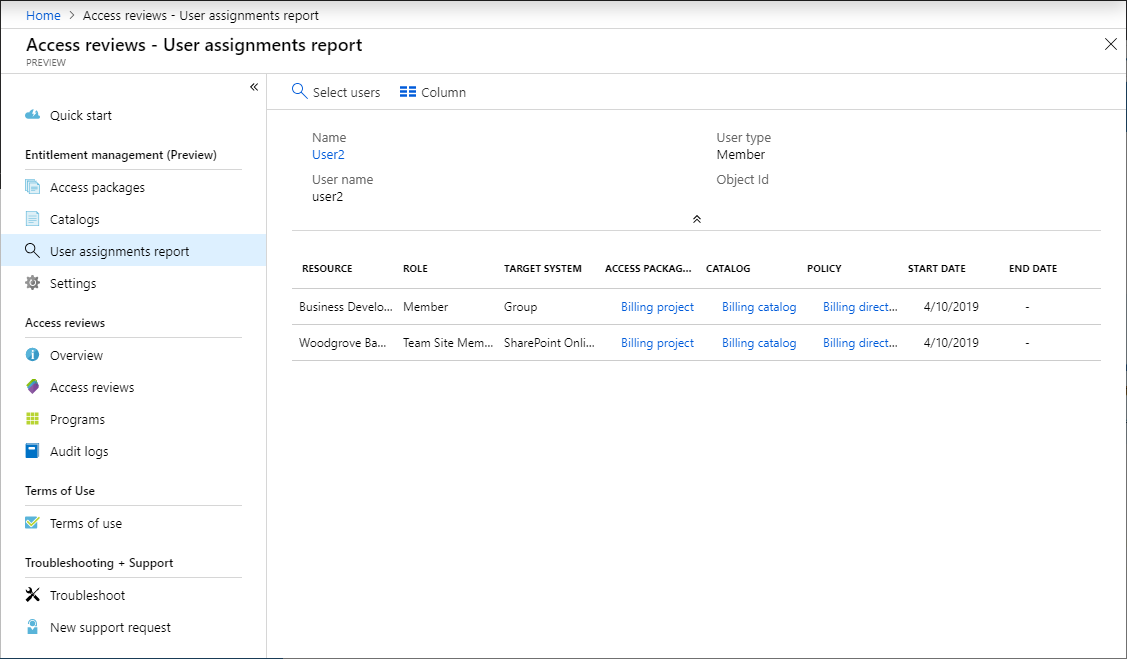 Home > Access reviews - User assignments report
Access reviews - User assignments report
PREVIEW
Quick start
Entitlement management (Preview)
Access packages
Catalogs
User assignments report
Settings
Access reviews
Overview
Access reviews
Programs
Audit logs
Terms of Use
Terms of use
Troubleshooting + Support
Troubleshoot
New support request
Select users Column
Name User type
User2 Member
User name Object Id
user2
RESOURCE ROLE TARGET SYSTEM ACCESS PACKAG... CATALOG POLICY START DATE END DATE
Business Develo... Member Group Billing project Billing catalog Billing direct... 4/10/2019 -
Woodgrove Ba... Team Site Mem... SharePoint Onli... Billing project Billing catalog Billing direct... 4/10/2019 -